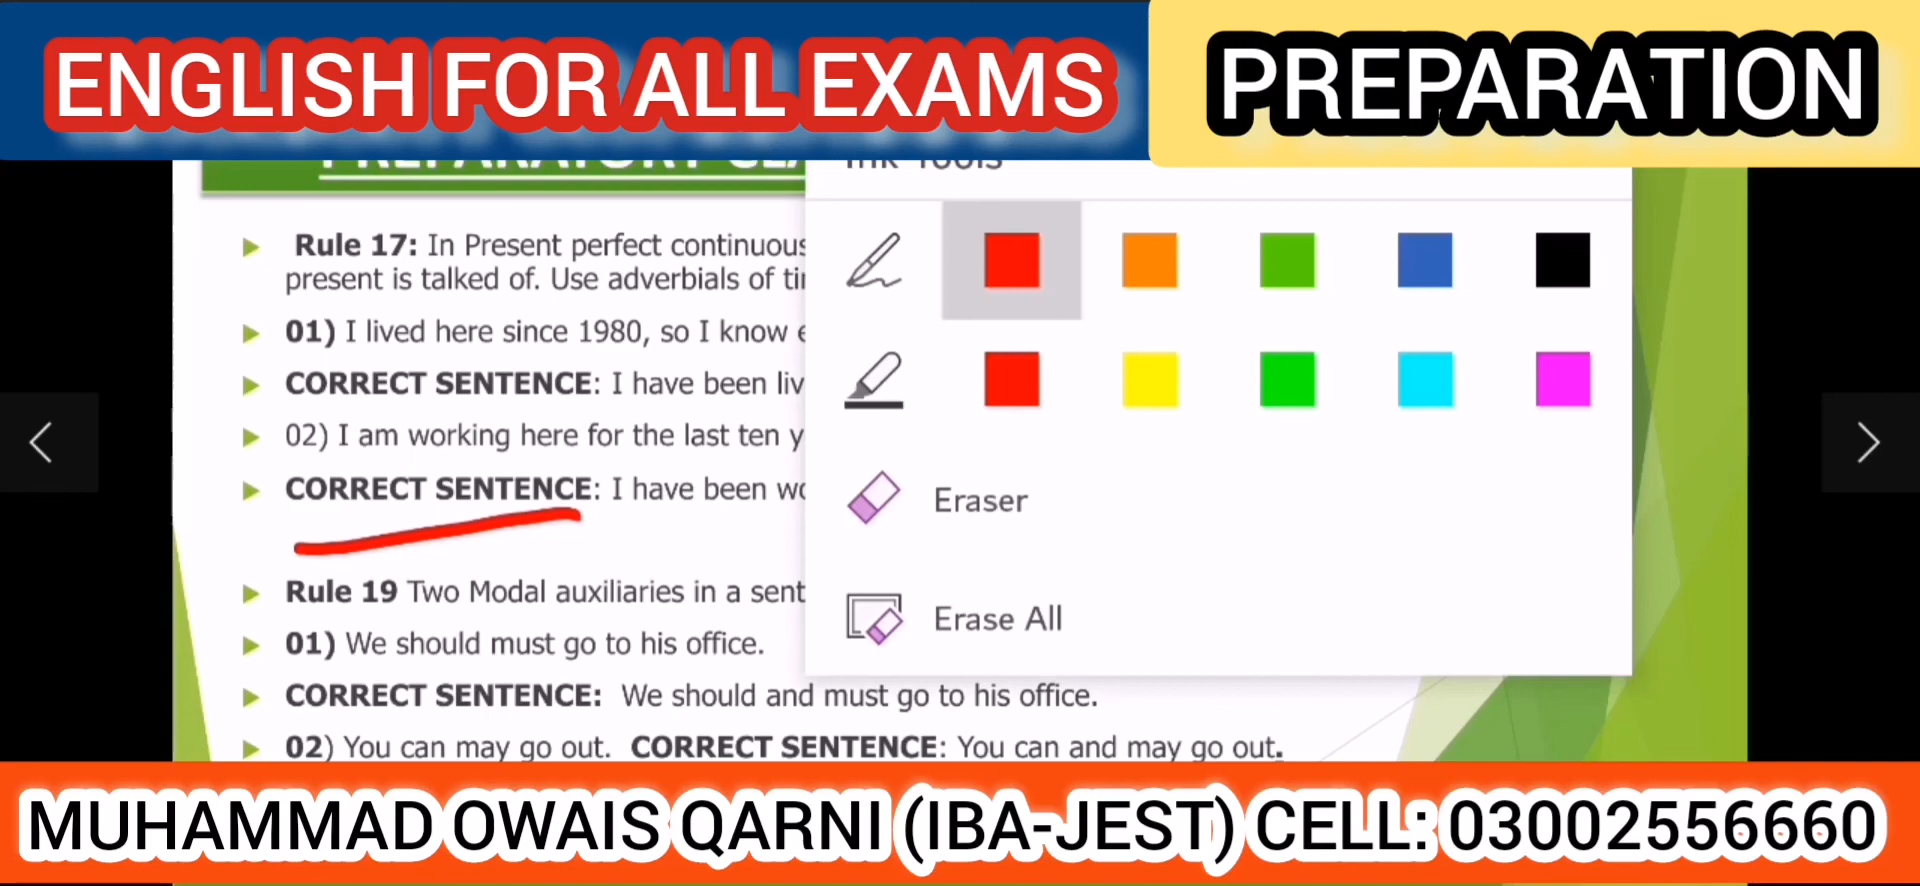 ENGLISH FOR ALL EXAMS
PREPARATION
Ink Tools
Rule 17: In Present perfect continuous
present is talked of. Use adverbials of
01) I lived here since 1980, so I know
CORRECT SENTENCE: I have been
02) I am working here for the last ten
CORRECT SENTENCE: I have been
Eraser
Rule 19 Two Modal auxiliaries in a
Erase All
01) We should must go to his office.
CORRECT SENTENCE: We should and must go to his office.
02) You can may go out. CORRECT SENTENCE: You can and may go out.
MUHAMMAD OWAIS QARNI (IBA-JEST) CELL: 03002556660